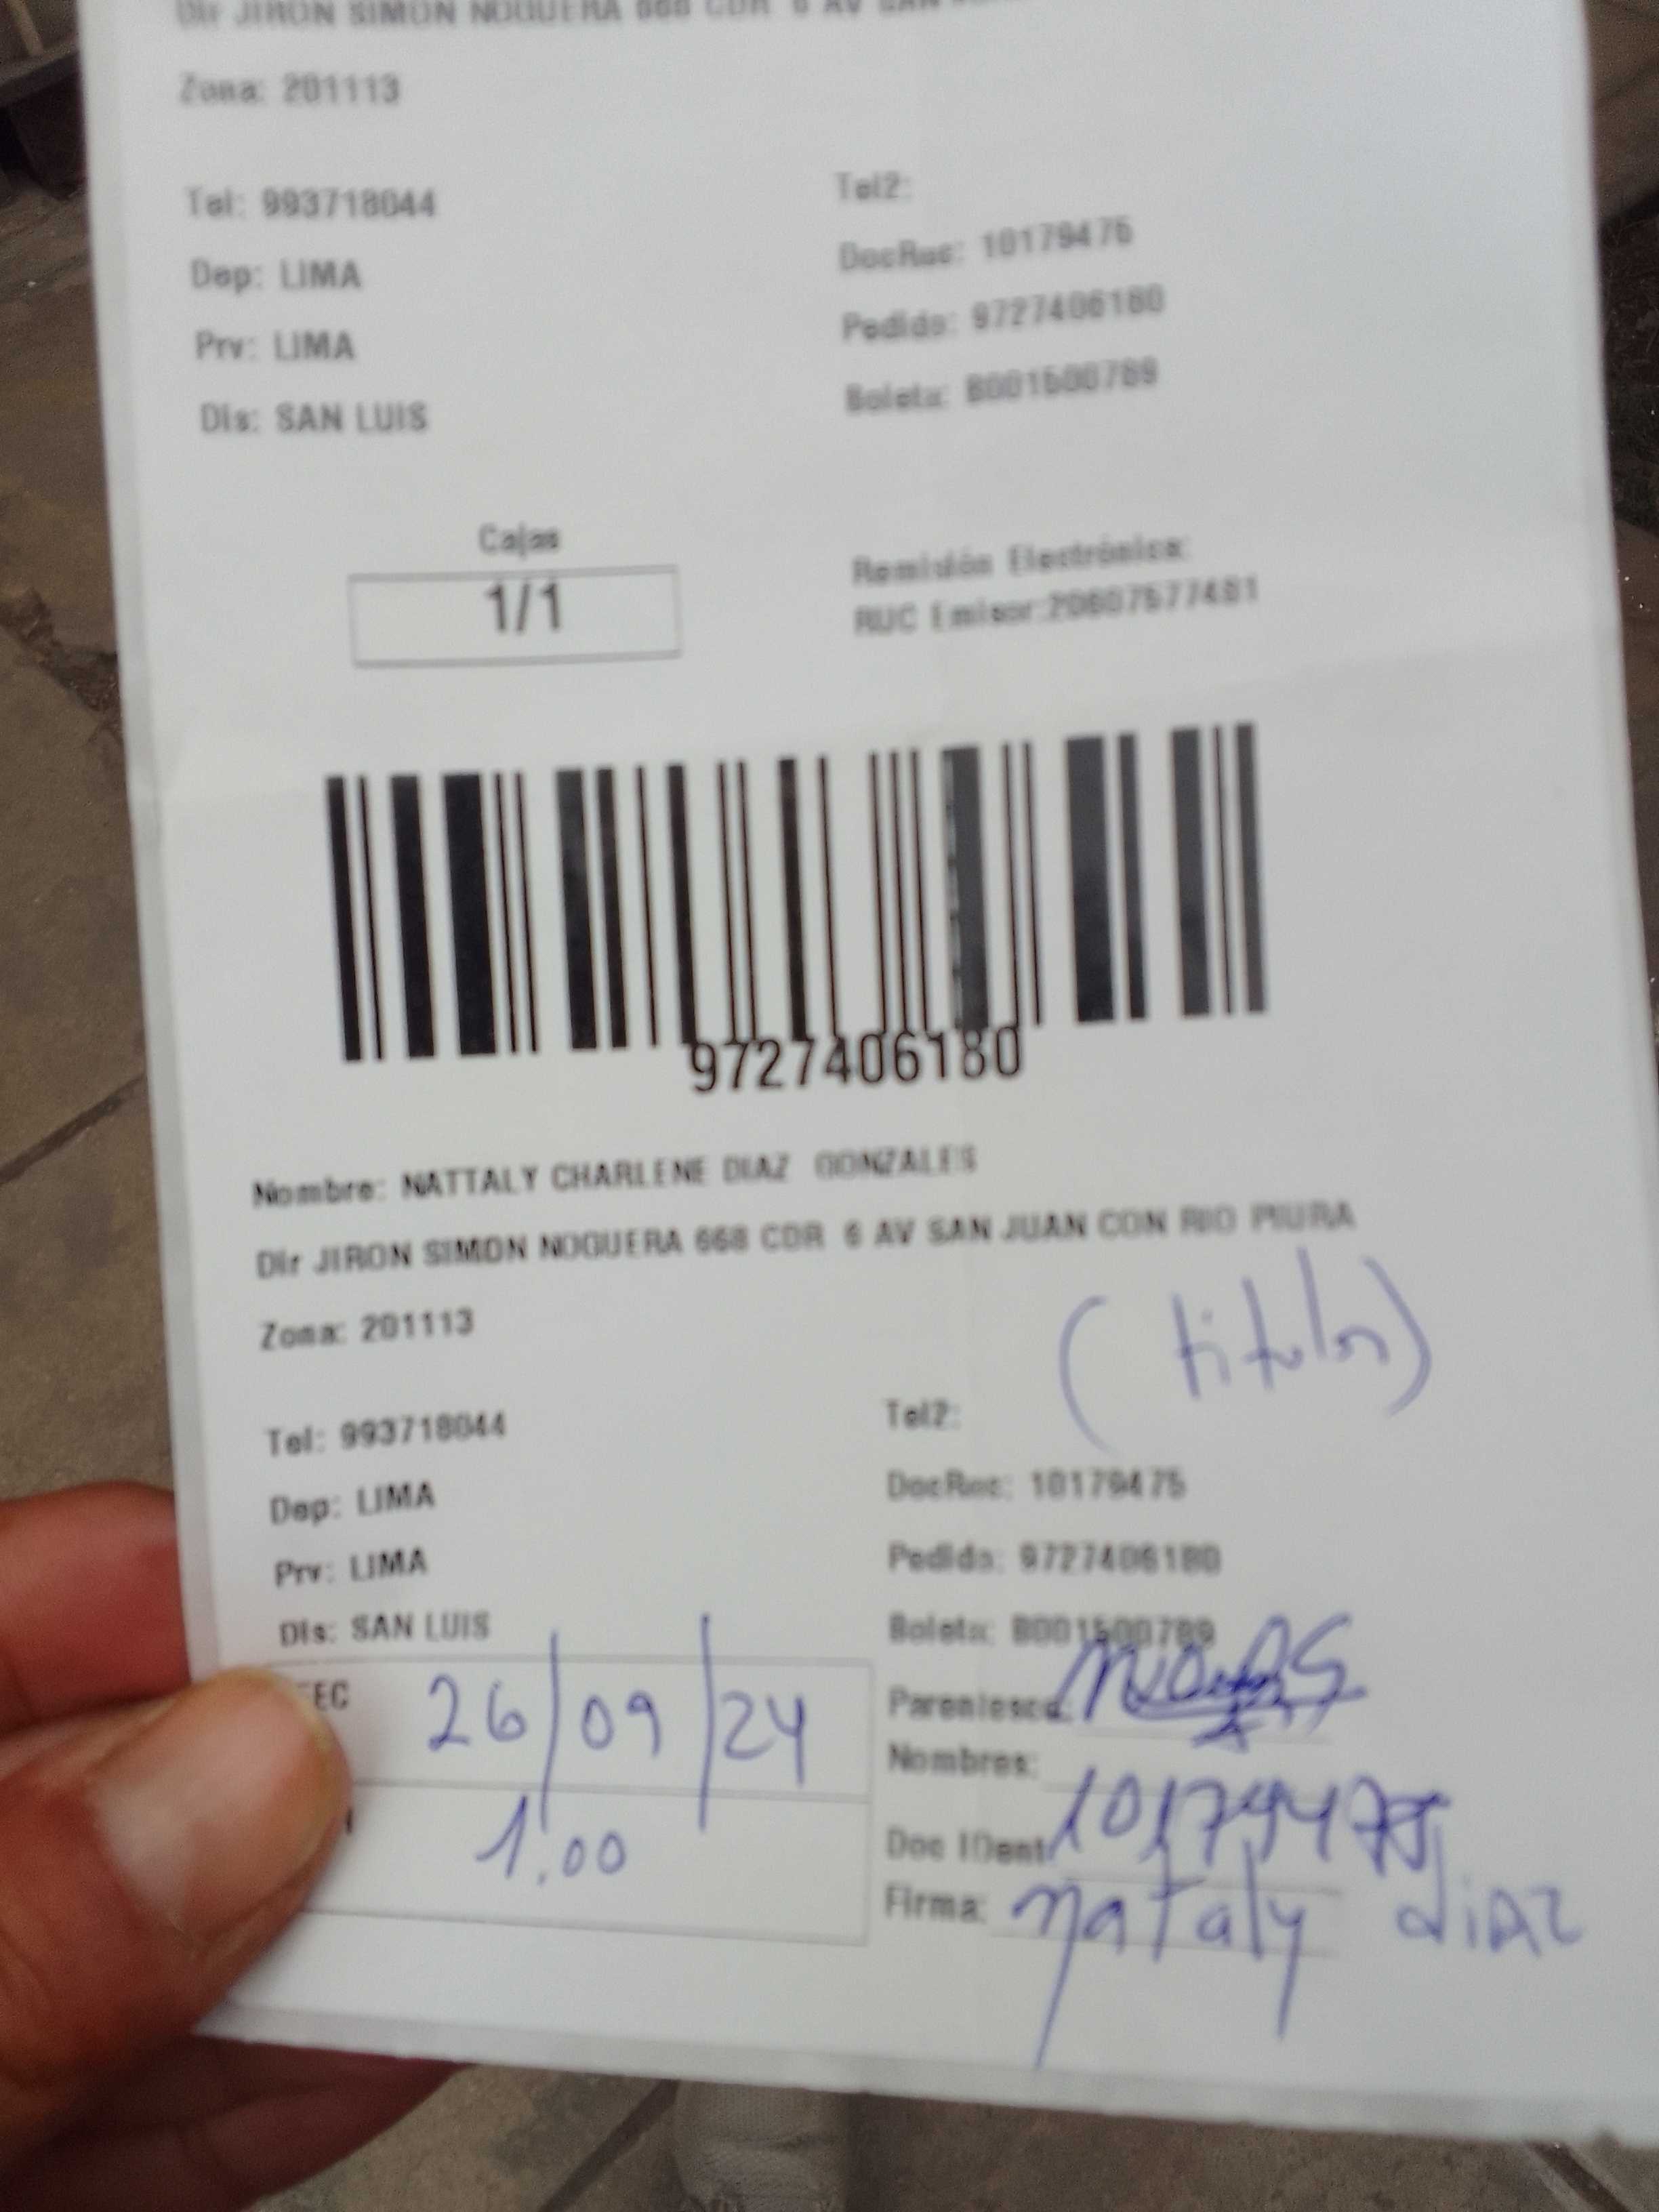 Dir JIRON SIMON NOGUERA 668 CDR 6 AV SAN
Zona: 201113
Tel: 993718044
Tel2:
Dep: LIMA
DocRuc: 10179475
Prv: LIMA
Pedido: 9727406180
Dis: SAN LUIS
Boleta: B001500789
Cajas
1/1
Remisión Electrónica:
RUC Emisor:20607577481
9727406180
Nombre: NATTALY CHARLENE DIAZ GONZALES
Dir JIRON SIMON NOGUERA 668 CDR 6 AV SAN JUAN CON RIO PIURA
Zona: 201113
(titular)
Tel: 993718044
Tel2:
Dep: LIMA
DocRuc: 10179475
Prv: LIMA
Pedido: 9727406180
Dis: SAN LUIS
Boleta: B001500789
FEC 26/09/24
Parentesco:
Nombres:
1:00
Doc IDent 10179475
Firma: Nataly diaz